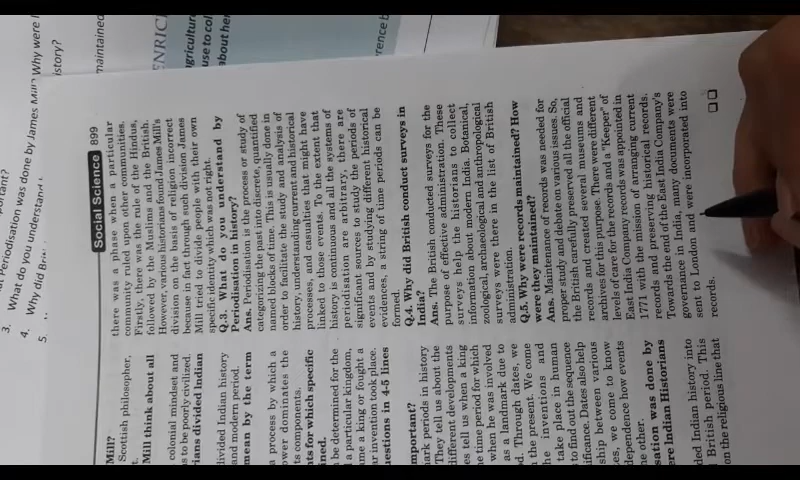 3. What do you understand
4. Why did Bri
5.
Periodisation was done by James Mill? Why were
istory?
maintained
ENRIC
agricultur
use to col
about her
rence b
Social Science 899
Mill?
Scottish philosopher,
t.
Mill think about all
colonial mindset and
s to be poorly civilized.
ians divided Indian
divided Indian history
and modern period.
mean by the term
a process by which a
ower dominates the
ts components.
nts for which specific
ined.
be determined for the
l a particular kingdom,
me a king or fought a
ar invention took place.
uestions in 4-5 lines
mportant?
ark periods in history
They tell us about the
different developments
es tell us when a king
he time period for which
when he was involved
as a landmark due to
d. Through dates, we
the present. We come
he inventions and
take place in human
to find out the sequence
ificance. Dates also help
ship between various
es, we come to know
dependence how events
ne other.
sation was done by
ere Indian Historians
ded Indian history into
British period. This
on the religious line that
there was a phase when a particular
community ruled upon other communities.
Firstly, there was the rule of the Hindus,
followed by the Muslims and the British.
However, various historians found James Mill's
division on the basis of religion incorrect
because in fact through such division James
Mill tried to divide people with their own
specific identity which was not right.
Q.3. What do you understand by
Periodisation in history?
Ans. Periodisation is the process or study of
categorizing the past into discrete, quantified
named blocks of time. This is usually done in
order to facilitate the study and analysis of
history, understanding current and historical
processes, and casualties that might have
linked to those events. To the extent that
history is continuous and all the systems of
periodisation are arbitrary, there are
significant sources to study the periods of
events and by studying different historical
evidences, a string of time periods can be
formed.
Q.4. Why did British conduct surveys in
India?
Ans. The British conducted surveys for the
purpose of effective administration. These
surveys help the historians to collect
information about modern India. Botanical,
zoological, archaeological and anthropological
surveys were there in the list of British
administration.
Q.5. Why were records maintained? How
were they maintained?
Ans. Maintenance of records was needed for
proper study and debate on various issues. So,
the British carefully preserved all the official
records and created several museums and
archives for this purpose. There were different
levels of care for the records and a "Keeper" of
East India Company records was appointed in
1771 with the mission of arranging current
records and preserving historical records.
Towards the end of the East India Company's
governance in India, many documents were
sent to London and were incorporated into
records.